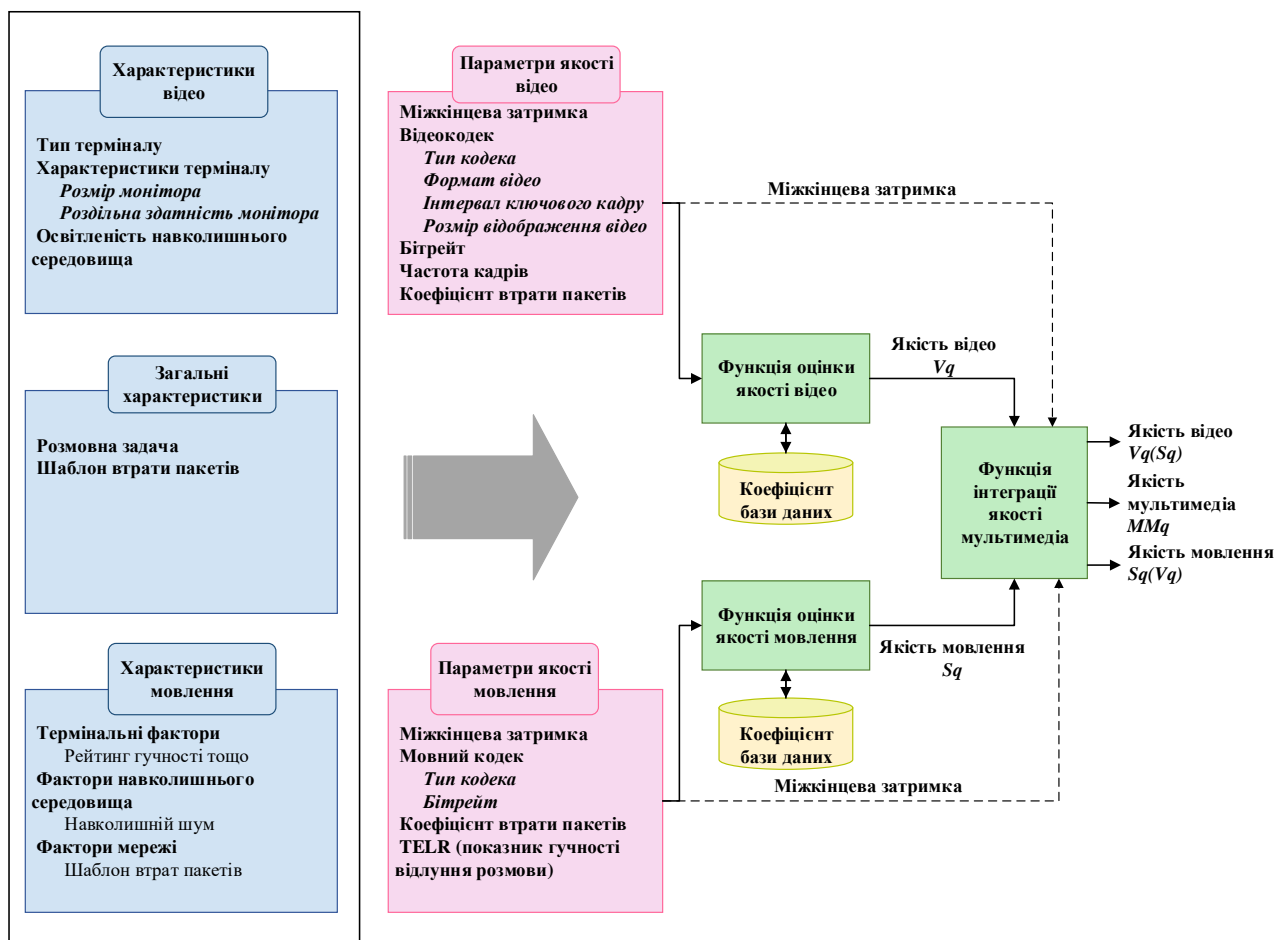 Характеристики
відео
Тип терміналу
Характеристики терміналу
Розмір монітора
Роздільна здатність монітора
Освітленість навколишнього
середовища
Загальні
характеристики
Розмовна задача
Шаблон втрати пакетів
Характеристики
мовлення
Термінальні фактори
Рейтинг гучності тощо
Фактори навколишнього
середовища
Навколишній шум
Фактори мережі
Шаблон втрат пакетів
Параметри якості
відео
Міжкінцева затримка
Відеокодек
Тип кодека
Формат відео
Інтервал ключового кадру
Розмір відображення відео
Бітрейт
Частота кадрів
Коефіцієнт втрати пакетів
Параметри якості
мовлення
Міжкінцева затримка
Мовний кодек
Тип кодека
Бітрейт
Коефіцієнт втрати пакетів
TELR (показник гучності
відлуння розмови)
Міжкінцева затримка
Функція оцінки
якості відео
Якість відео
Vq
Коефіцієнт
бази даних
Функція оцінки
якості мовлення
Якість мовлення
Sq
Коефіцієнт
бази даних
Міжкінцева затримка
Функція
інтеграції
якості
мультимедіа
Якість відео
Vq(Sq)
Якість
мультимедіа
MMq
Якість мовлення
Sq(Vq)